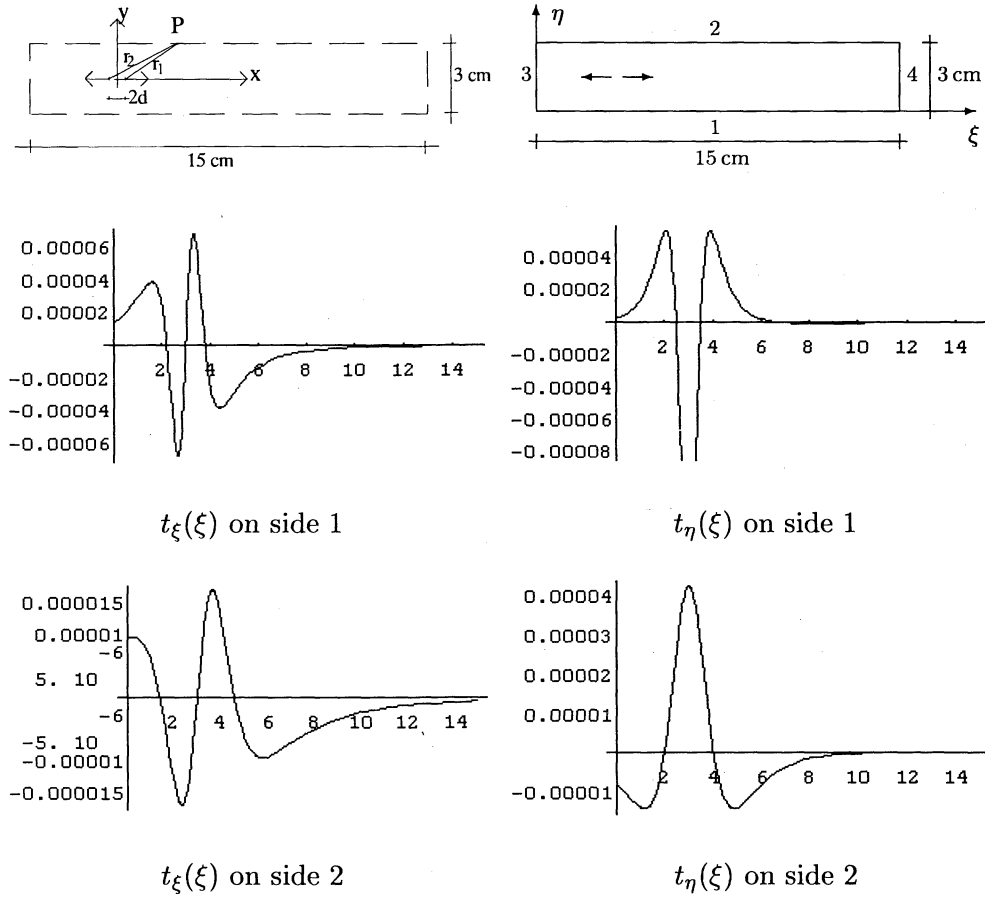 y
P
r2
r1
x
2d
3 cm
15 cm
η
2
3
4
3 cm
1
ξ
15 cm
0.00006
0.00004
0.00002
-0.00002
-0.00004
-0.00006
2 4 6 8 10 12 14
tξ(ξ) on side 1
0.00004
0.00002
-0.00002
-0.00004
-0.00006
-0.00008
2 4 6 8 10 12 14
tη(ξ) on side 1
0.000015
0.00001
-6
5. 10
-6
-5. 10
-0.00001
-0.000015
2 4 6 8 10 12 14
tξ(ξ) on side 2
0.00004
0.00003
0.00002
0.00001
-0.00001
2 4 6 8 10 12 14
tη(ξ) on side 2